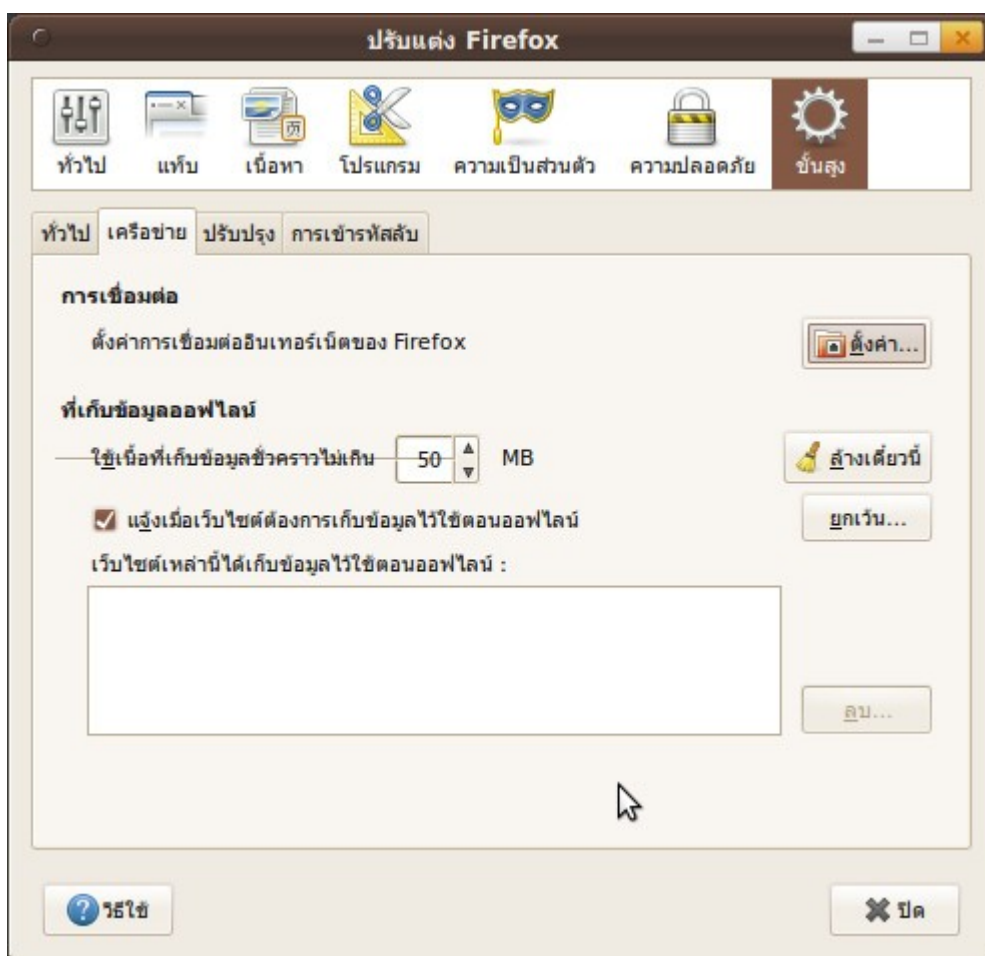 ปรับแต่ง Firefox
ทั่วไป แท็บ เนื้อหา โปรแกรม ความเป็นส่วนตัว ความปลอดภัย ขั้นสูง
ทั่วไป เครือข่าย ปรับปรุง การเข้ารหัสลับ
การเชื่อมต่อ
ตั้งค่าการเชื่อมต่ออินเทอร์เน็ตของ Firefox ตั้งค่า...
ที่เก็บข้อมูลออฟไลน์
ใช้เนื้อที่เก็บข้อมูลชั่วคราวไม่เกิน 50 MB ล้างเดี๋ยวนี้
แจ้งเมื่อเว็บไซต์ต้องการเก็บข้อมูลไว้ใช้ตอนออฟไลน์ ยกเว้น...
เว็บไซต์เหล่านี้ได้เก็บข้อมูลไว้ใช้ตอนออฟไลน์ :
ลบ...
วิธีใช้ ปิด